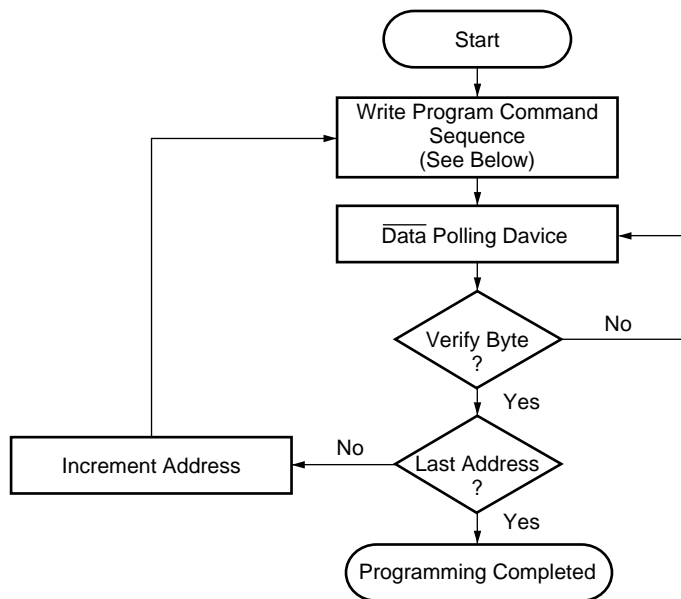 Start
Write Program Command
Sequence
(See Below)
Data Polling Davice
Verify Byte
?
No
Yes
Increment Address
No
Last Address
?
Yes
Programming Completed